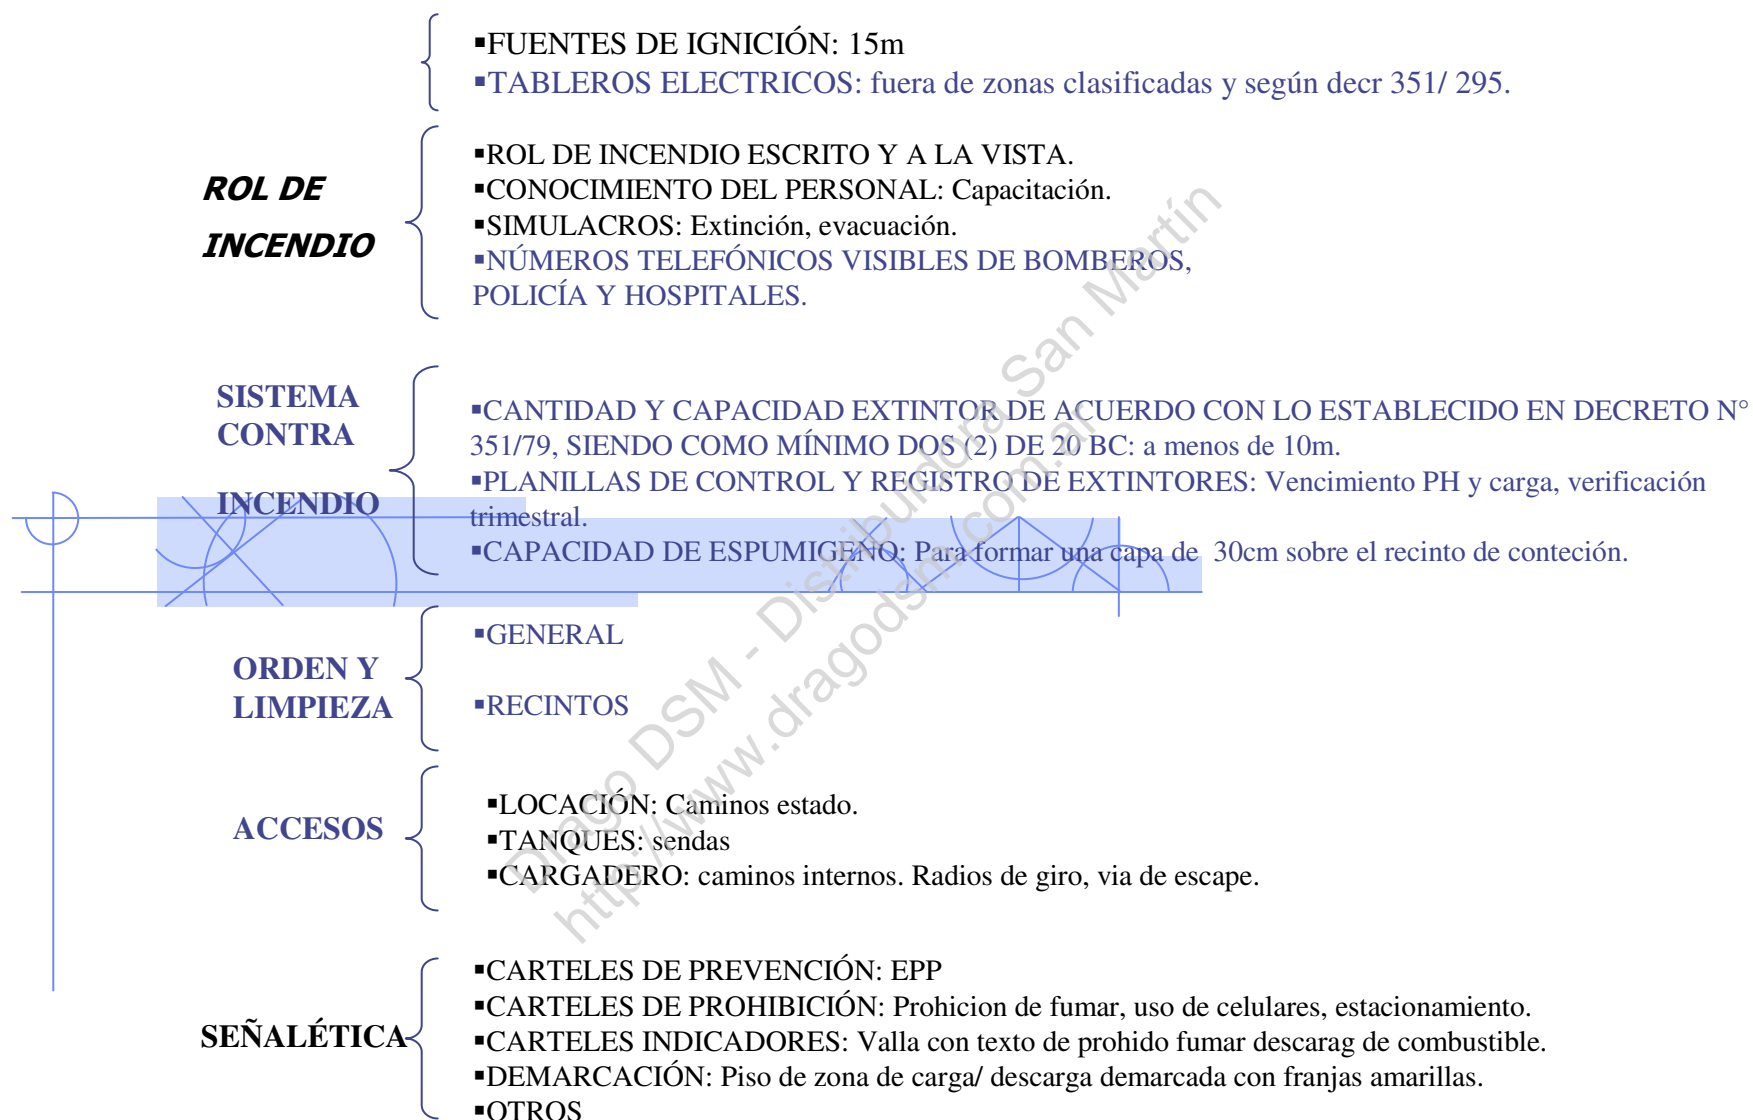 ▪FUENTES DE IGNICIÓN: 15m
▪TABLEROS ELECTRICOS: fuera de zonas clasificadas y según decr 351/ 295.
ROL DE
INCENDIO
▪ROL DE INCENDIO ESCRITO Y A LA VISTA.
▪CONOCIMIENTO DEL PERSONAL: Capacitación.
▪SIMULACROS: Extinción, evacuación.
▪NÚMEROS TELEFÓNICOS VISIBLES DE BOMBEROS,
POLICÍA Y HOSPITALES.
SISTEMA
CONTRA
INCENDIO
▪CANTIDAD Y CAPACIDAD EXTINTOR DE ACUERDO CON LO ESTABLECIDO EN DECRETO N°
351/79, SIENDO COMO MÍNIMO DOS (2) DE 20 BC: a menos de 10m.
▪PLANILLAS DE CONTROL Y REGISTRO DE EXTINTORES: Vencimiento PH y carga, verificación
trimestral.
▪CAPACIDAD DE ESPUMIGENO: Para formar una capa de 30cm sobre el recinto de conteción.
ORDEN Y
LIMPIEZA
▪GENERAL
▪RECINTOS
ACCESOS
▪LOCACIÓN: Caminos estado.
▪TANQUES: sendas
▪CARGADERO: caminos internos. Radios de giro, via de escape.
SEÑALÉTICA
▪CARTELES DE PREVENCIÓN: EPP
▪CARTELES DE PROHIBICIÓN: Prohicion de fumar, uso de celulares, estacionamiento.
▪CARTELES INDICADORES: Valla con texto de prohido fumar descarag de combustible.
▪DEMARCACIÓN: Piso de zona de carga/ descarga demarcada con franjas amarillas.
▪OTROS
Drago DSM - Distribuidora San Martín
http://www.dragodsm.com.ar